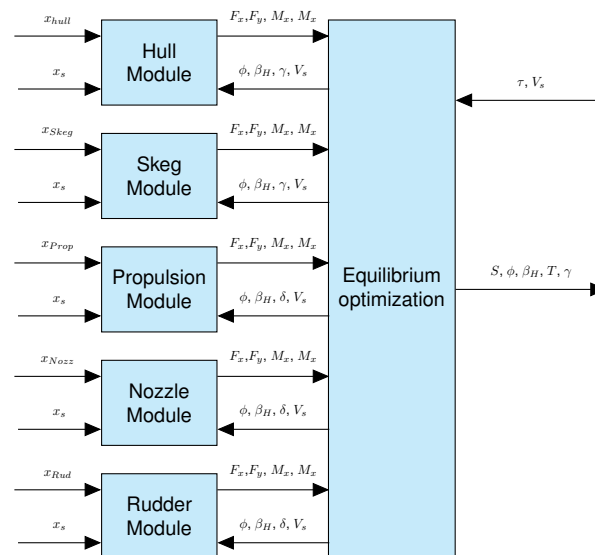 x_hull
F_x,F_y, M_x, M_x
Hull
Module
x_s
ϕ, β_H, γ, V_s
τ, V_s
x_Skeg
F_x,F_y, M_x, M_x
Skeg
Module
x_s
ϕ, β_H, γ, V_s
x_Prop
F_x,F_y, M_x, M_x
Propulsion
Module
x_s
ϕ, β_H, δ, V_s
Equilibrium
optimization
S, ϕ, β_H, T, γ
x_Nozz
F_x,F_y, M_x, M_x
Nozzle
Module
x_s
ϕ, β_H, δ, V_s
x_Rud
F_x,F_y, M_x, M_x
Rudder
Module
x_s
ϕ, β_H, δ, V_s